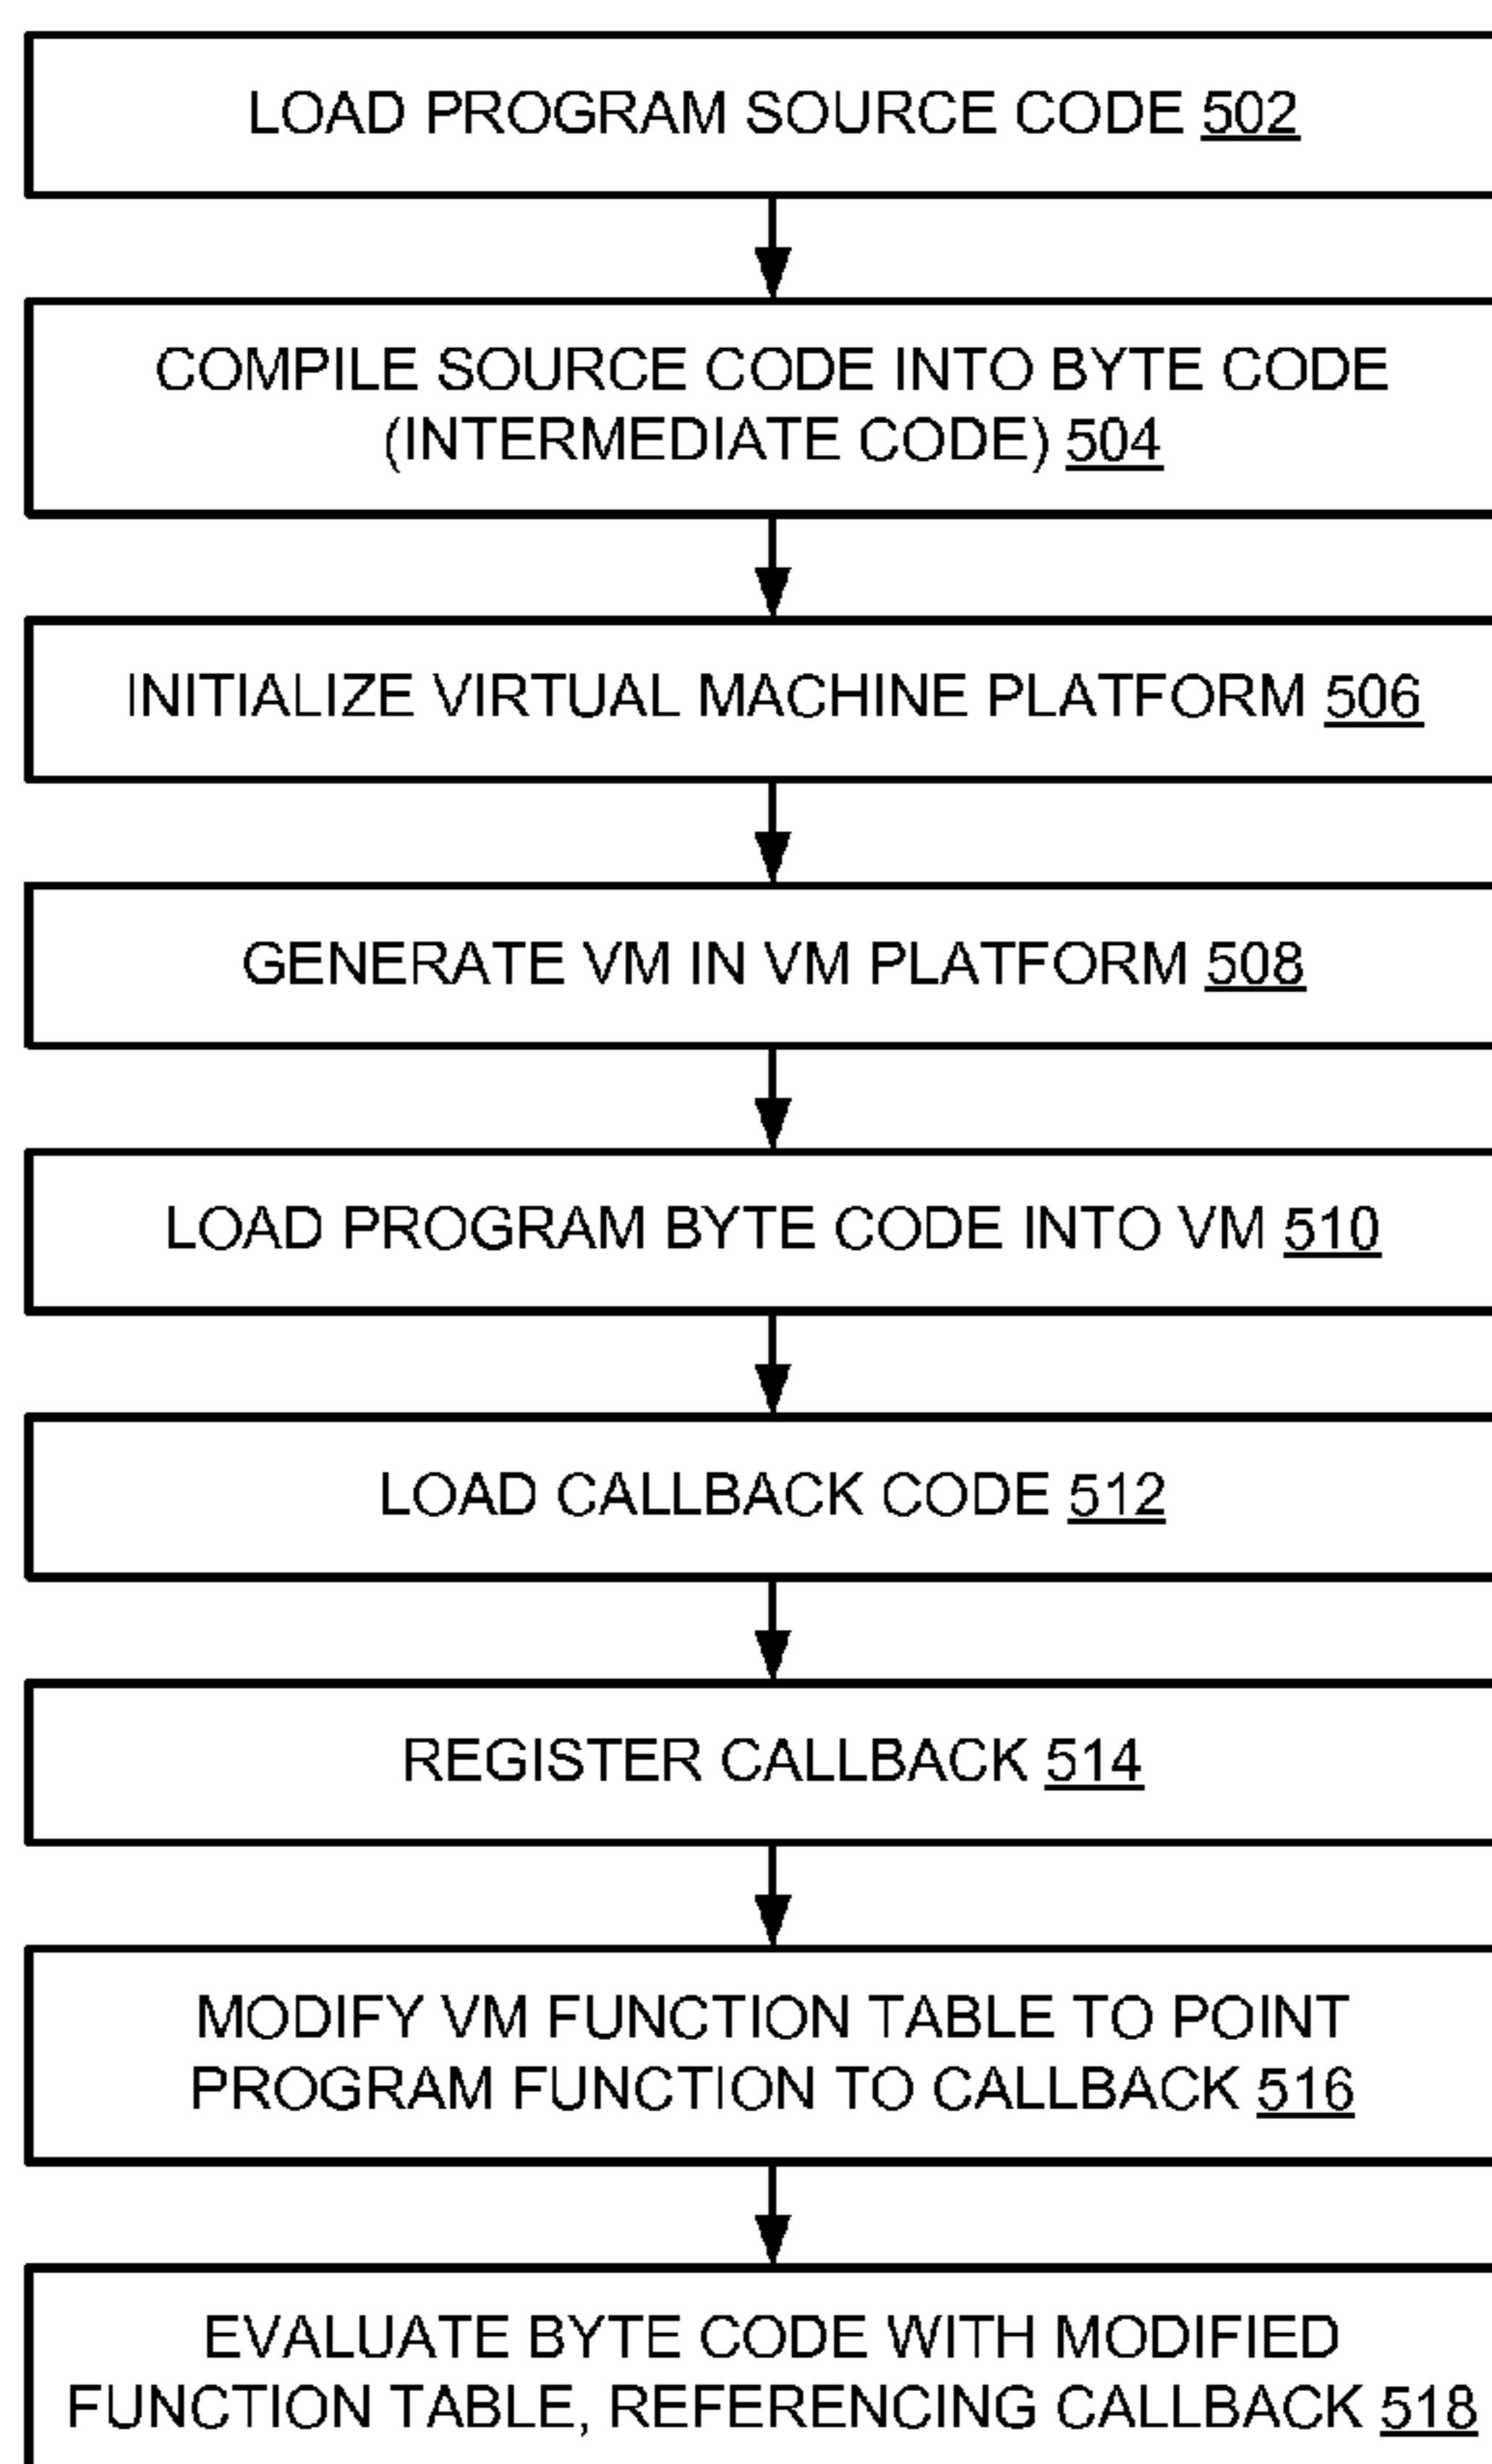 LOAD PROGRAM SOURCE CODE 502
COMPILE SOURCE CODE INTO BYTE CODE
(INTERMEDIATE CODE) 504
INITIALIZE VIRTUAL MACHINE PLATFORM 506
GENERATE VM IN VM PLATFORM 508
LOAD PROGRAM BYTE CODE INTO VM 510
LOAD CALLBACK CODE 512
REGISTER CALLBACK 514
MODIFY VM FUNCTION TABLE TO POINT
PROGRAM FUNCTION TO CALLBACK 516
EVALUATE BYTE CODE WITH MODIFIED
FUNCTION TABLE, REFERENCING CALLBACK 518